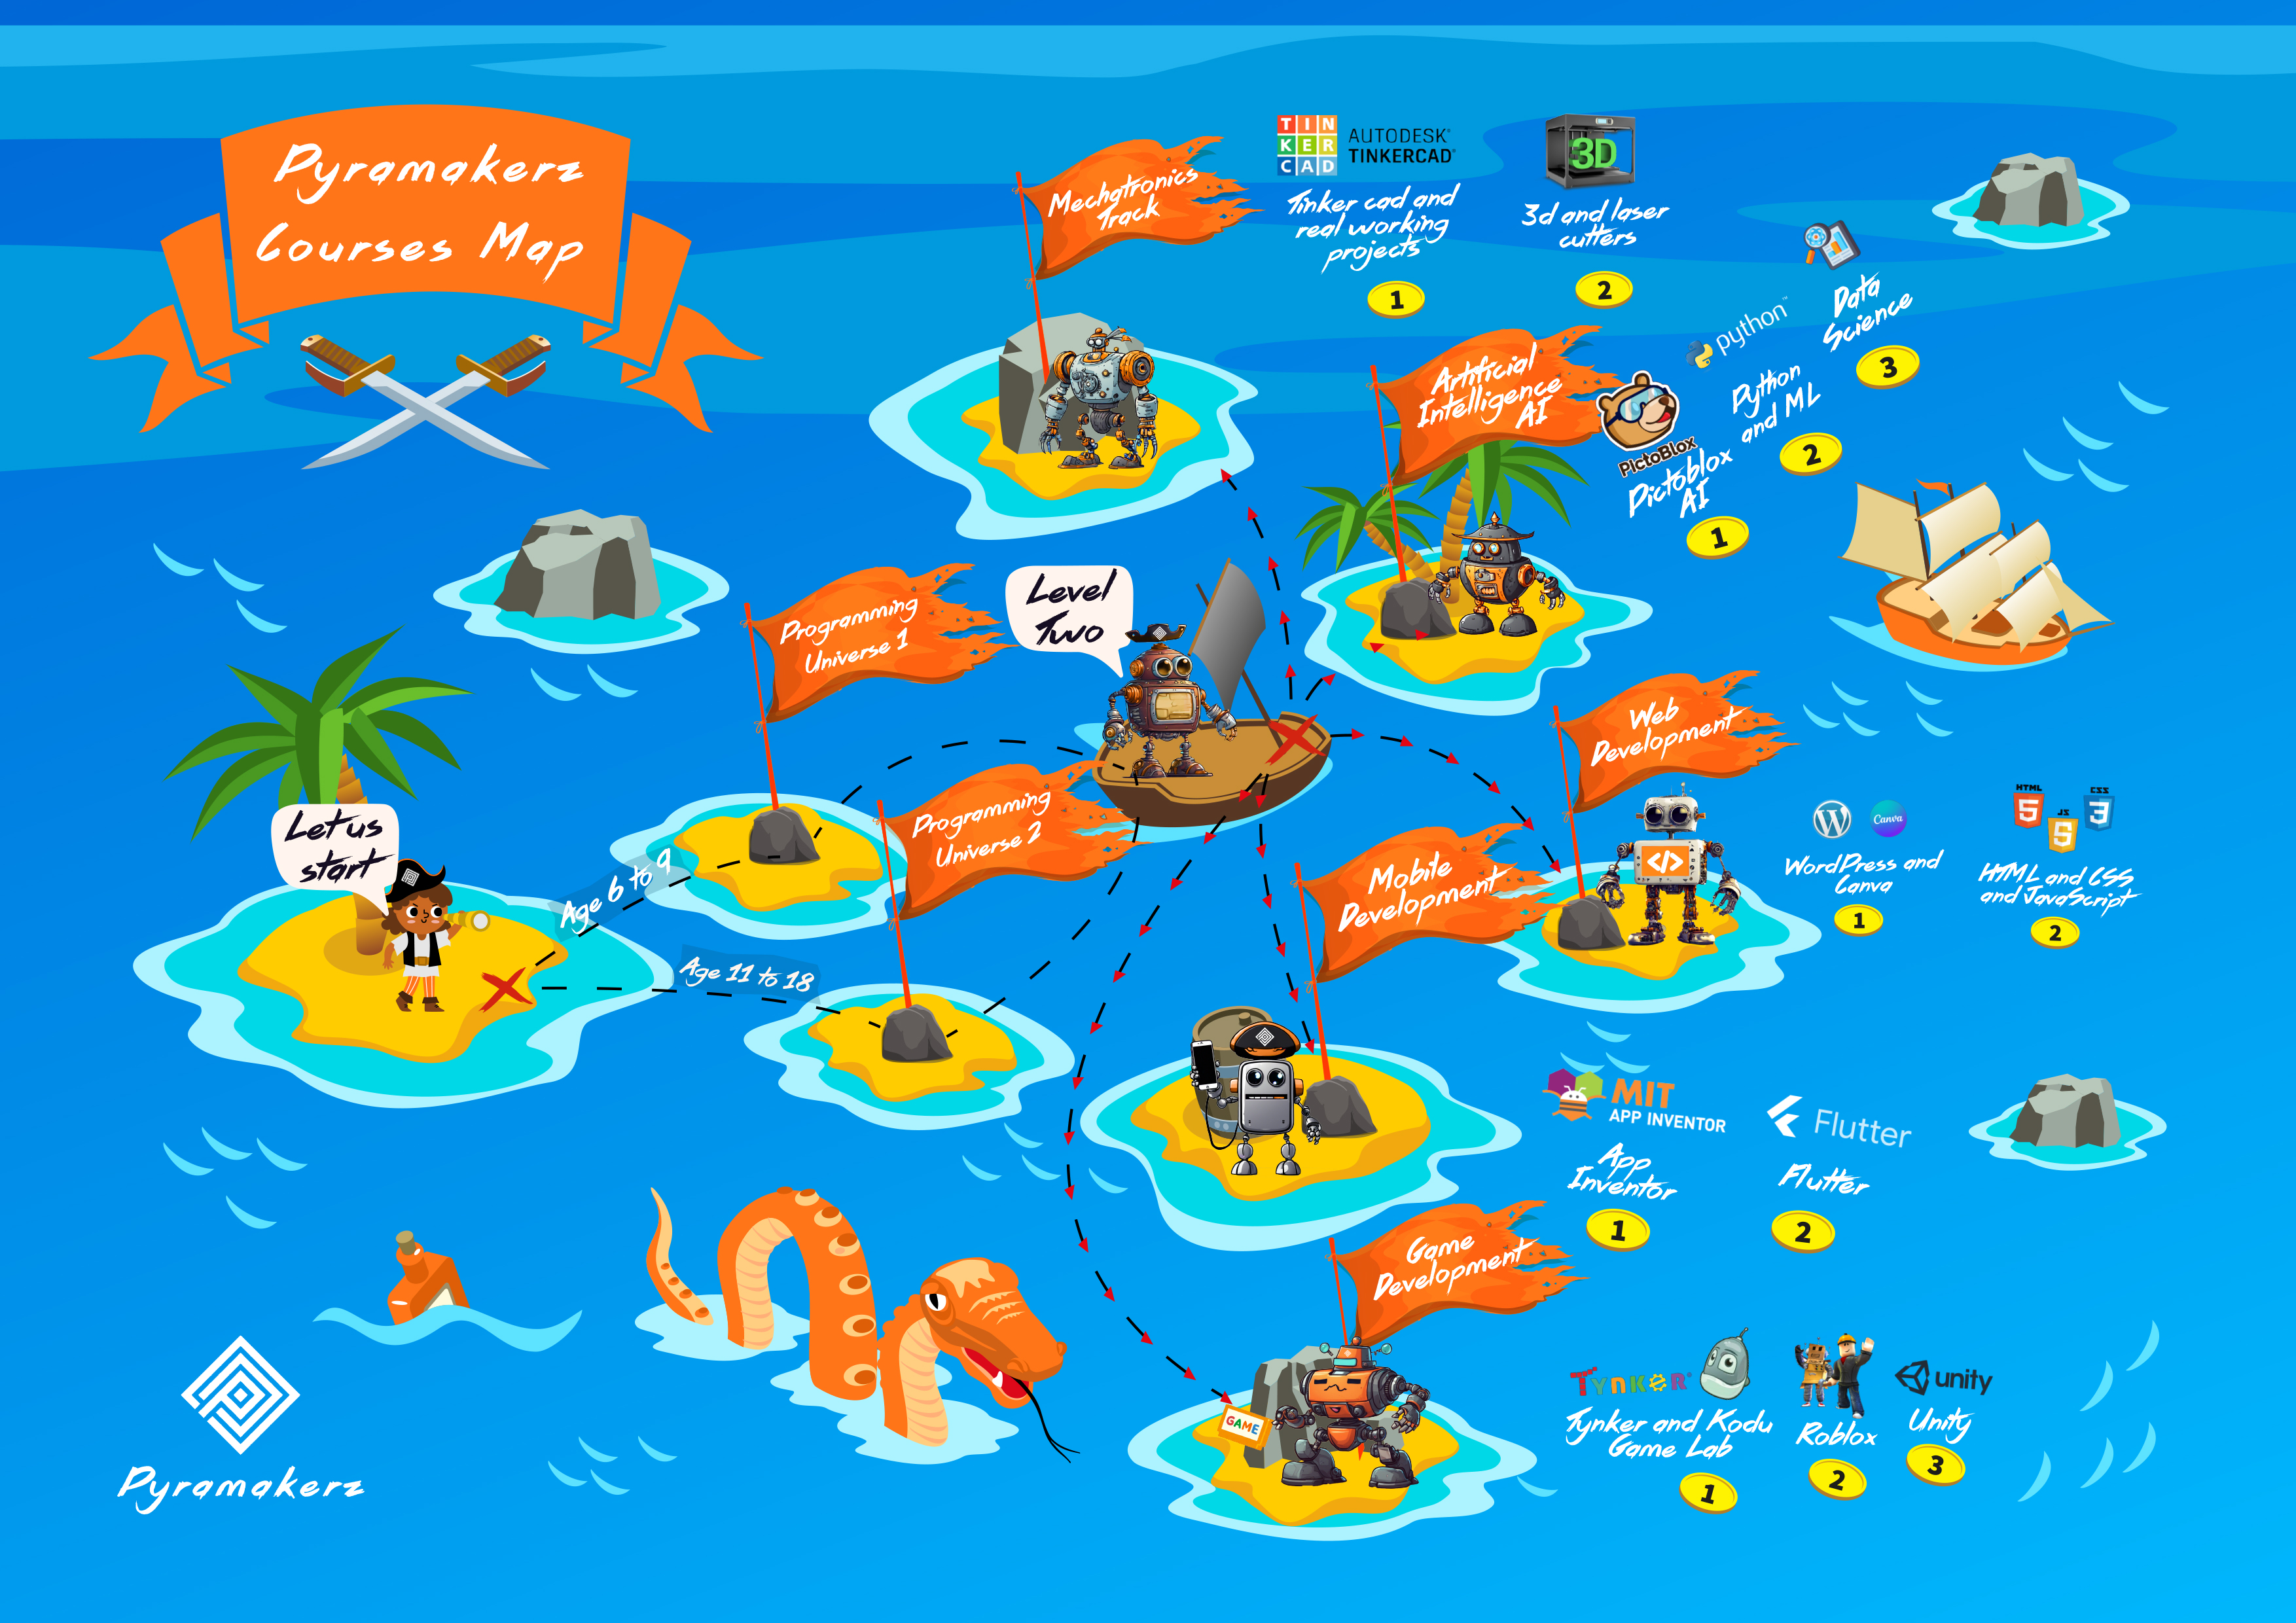 Pyramakerz
Courses Map
Mechatronics
Track
TIN
KER
CAD
AUTODESK®
TINKERCAD®
Tinker cad and
real working
projects
1
3D
3d and laser
cutters
2
Artificial
Intelligence
AI
PictoBlox
Pictoblox
AI
1
python™
Python
and ML
2
Data
Science
3
Programming
Universe 1
Level
Two
Programming
Universe 2
Let us
start
Age 6 to 9
Age 11 to 18
Web
Development
</>
W
Canva
WordPress and
Canva
1
HTML
5
JS
5
CSS
3
HTML and CSS
and JavaScript
2
Mobile
Development
MIT
APP INVENTOR
App
Inventor
1
Flutter
Flutter
2
Game
Development
GAME
TYNKER®
Tynker and Kodu
Game Lab
1
Roblox
2
unity
Unity
3
Pyramakerz